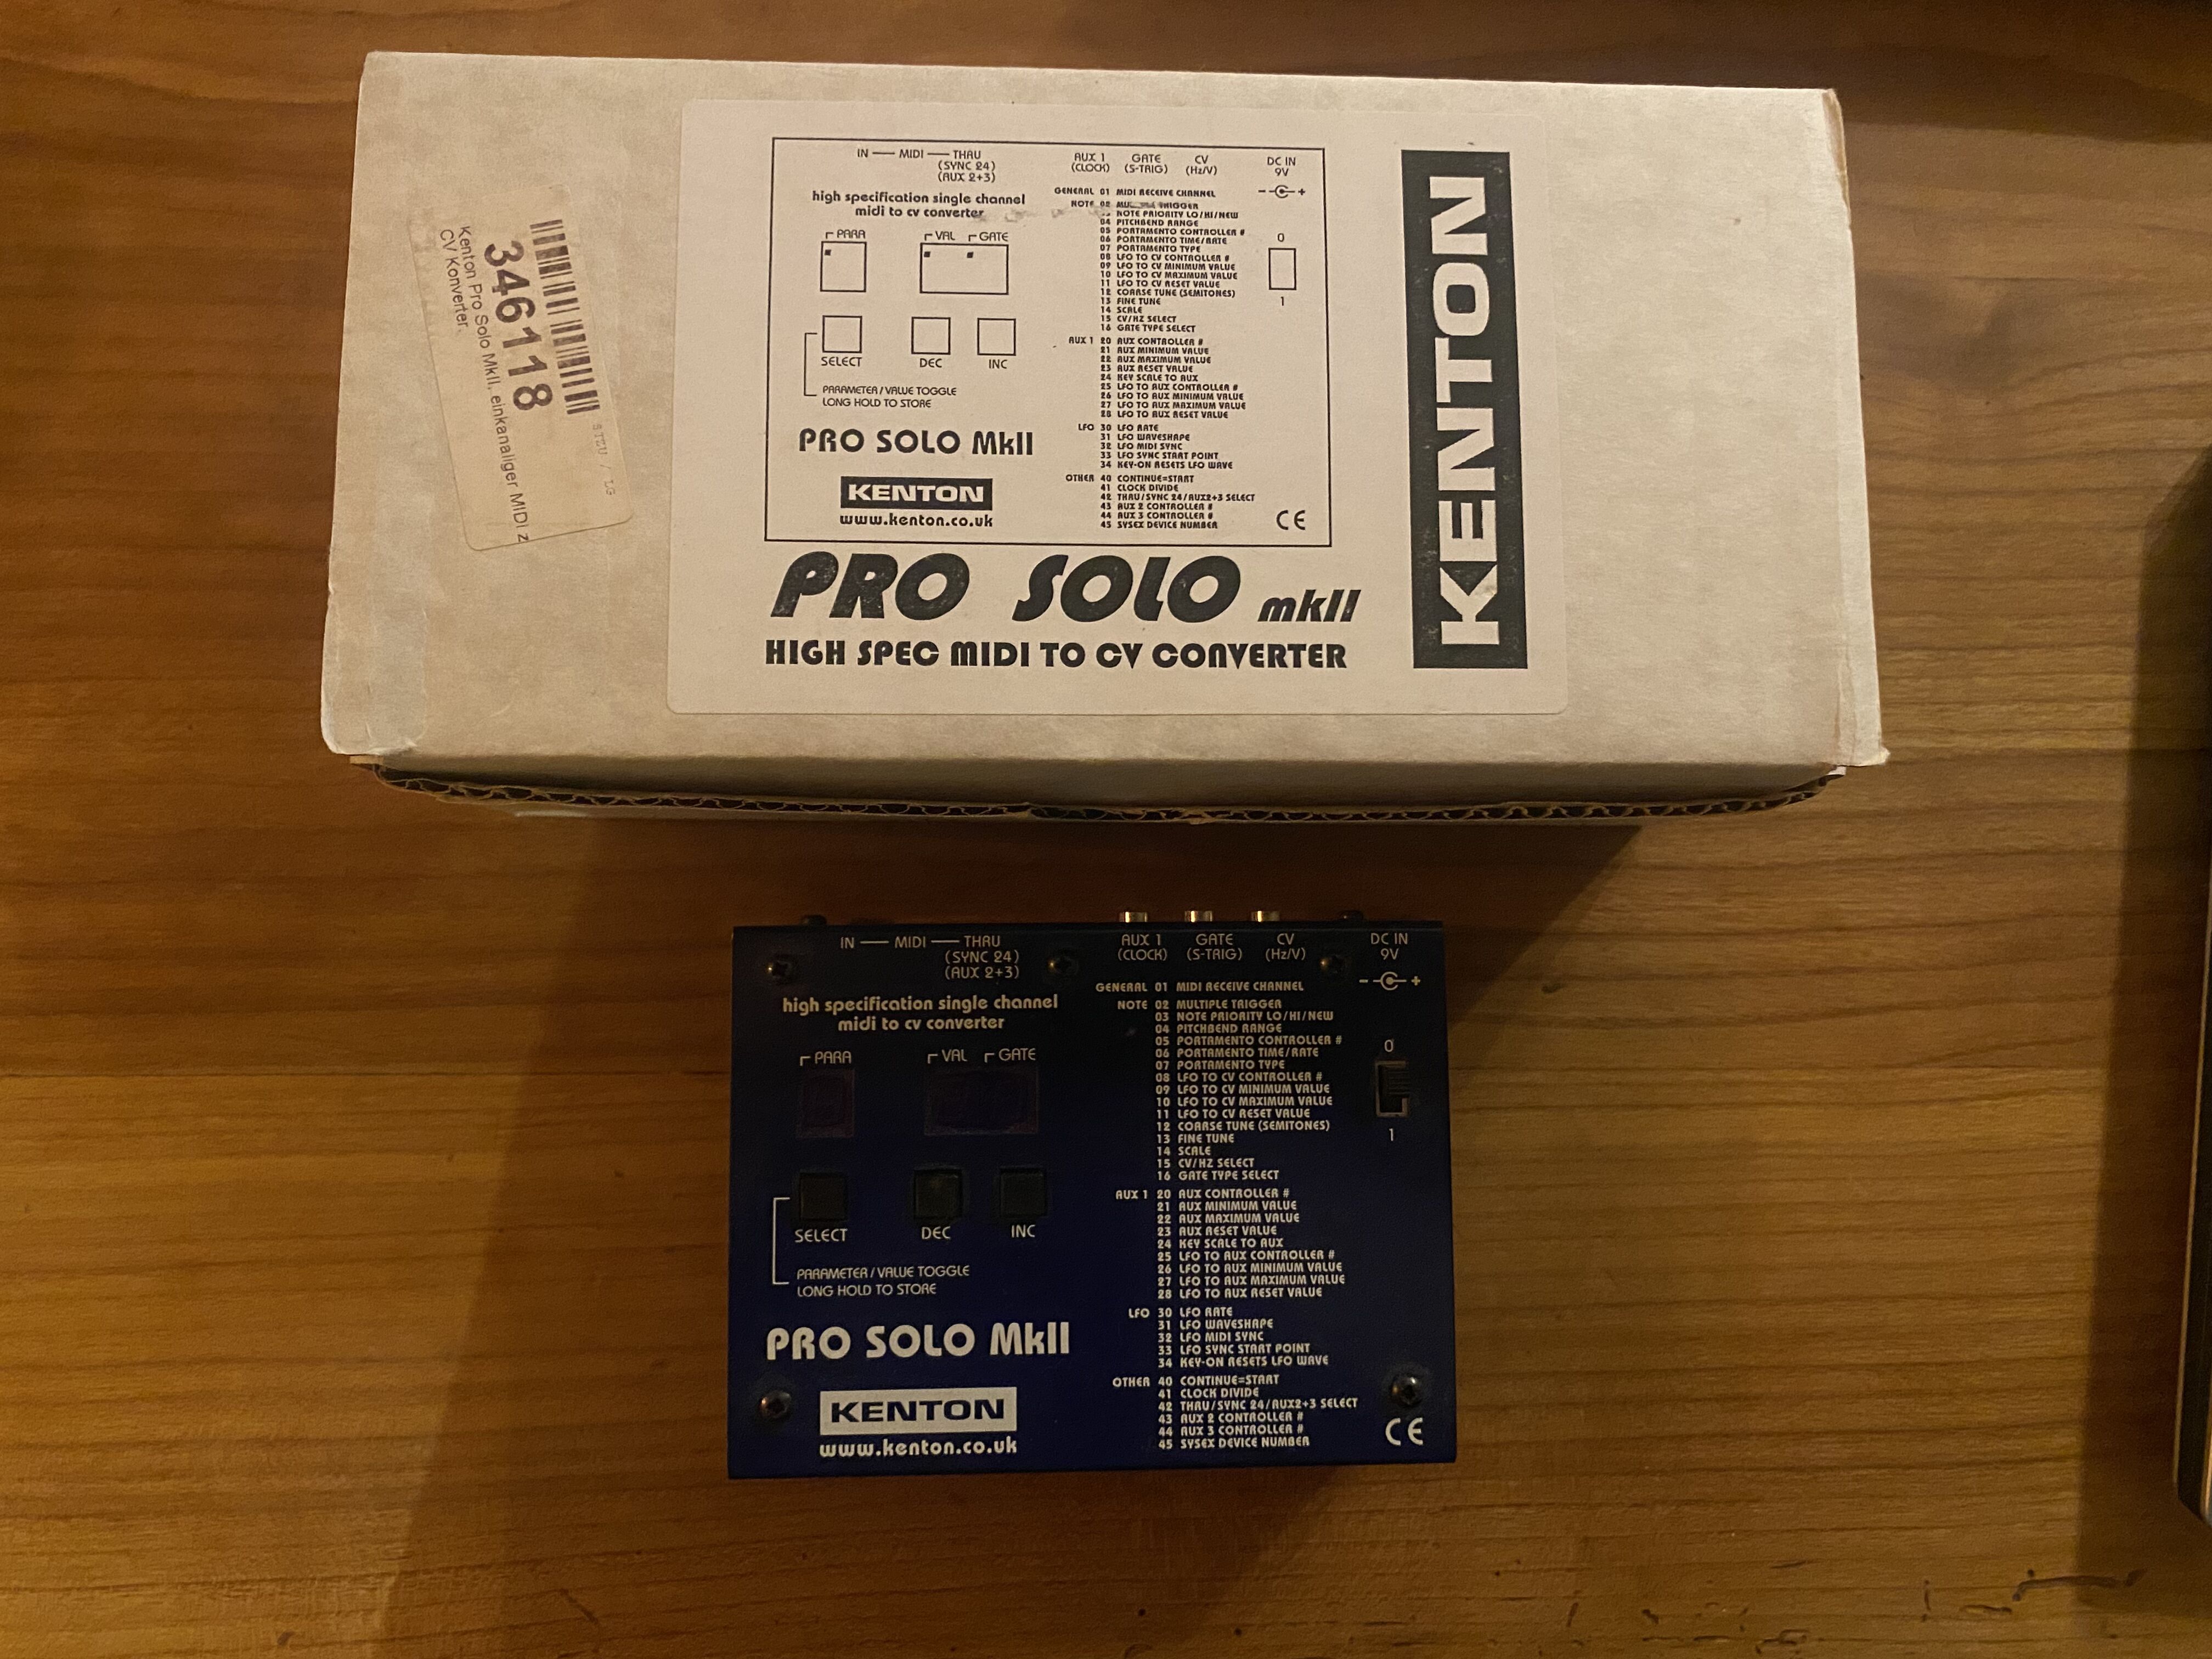 346118
Kenton Pro Solo MkII, einkanaliger MIDI z
CV Konverter
IN MIDI THRU
(SYNC 24)
(AUX 2+3)
AUX 1
(CLOCK)
GATE
(S-TRIG)
CV
(Hz/V)
DC IN
9V
- +
high specification single channel
midi to cv converter
PARA
VAL
GATE
SELECT
DEC
INC
PARAMETER/VALUE TOGGLE
LONG HOLD TO STORE
PRO SOLO MkII
KENTON
www.kenton.co.uk
GENERAL 01 MIDI RECEIVE CHANNEL
NOTE 02 TRIGGER
NOTE PRIORITY LO/HI/NEW
04 PITCHBEND RANGE
05 PORTAMENTO CONTROLLER #
06 PORTAMENTO TIME/RATE
07 PORTAMENTO TYPE
08 LFO TO CV CONTROLLER #
09 LFO TO CV MINIMUM VALUE
10 LFO TO CV MAXIMUM VALUE
11 LFO TO CV RESET VALUE
12 COARSE TUNE (SEMITONES)
13 FINE TUNE
14 SCALE
15 CV/HZ SELECT
16 GATE TYPE SELECT
AUX 1 20 AUX CONTROLLER #
21 AUX MINIMUM VALUE
22 AUX MAXIMUM VALUE
23 AUX RESET VALUE
24 KEY SCALE TO AUX
25 LFO TO AUX CONTROLLER #
26 LFO TO AUX MINIMUM VALUE
27 LFO TO AUX MAXIMUM VALUE
28 LFO TO AUX RESET VALUE
LFO 30 LFO RATE
31 LFO WAVESHAPE
32 LFO MIDI SYNC
33 LFO SYNC START POINT
34 KEY-ON RESETS LFO WAVE
OTHER 40 CONTINUE=START
41 CLOCK DIVIDE
42 THRU/SYNC 24/AUX2+3 SELECT
43 AUX 2 CONTROLLER #
44 AUX 3 CONTROLLER #
45 SYSEX DEVICE NUMBER
0
1
CE
PRO SOLO mkII
HIGH SPEC MIDI TO CV CONVERTER
KENTON
IN MIDI THRU
(SYNC 24)
(AUX 2+3)
AUX 1
(CLOCK)
GATE
(S-TRIG)
CV
(Hz/V)
DC IN
9V
- +
high specification single channel
midi to cv converter
PARA
VAL
GATE
SELECT
DEC
INC
PARAMETER/VALUE TOGGLE
LONG HOLD TO STORE
PRO SOLO MkII
KENTON
www.kenton.co.uk
GENERAL 01 MIDI RECEIVE CHANNEL
NOTE 02 MULTIPLE TRIGGER
03 NOTE PRIORITY LO/HI/NEW
04 PITCHBEND RANGE
05 PORTAMENTO CONTROLLER #
06 PORTAMENTO TIME/RATE
07 PORTAMENTO TYPE
08 LFO TO CV CONTROLLER #
09 LFO TO CV MINIMUM VALUE
10 LFO TO CV MAXIMUM VALUE
11 LFO TO CV RESET VALUE
12 COARSE TUNE (SEMITONES)
13 FINE TUNE
14 SCALE
15 CV/HZ SELECT
16 GATE TYPE SELECT
AUX 1 20 AUX CONTROLLER #
21 AUX MINIMUM VALUE
22 AUX MAXIMUM VALUE
23 AUX RESET VALUE
24 KEY SCALE TO AUX
25 LFO TO AUX CONTROLLER #
26 LFO TO AUX MINIMUM VALUE
27 LFO TO AUX MAXIMUM VALUE
28 LFO TO AUX RESET VALUE
LFO 30 LFO RATE
31 LFO WAVESHAPE
32 LFO MIDI SYNC
33 LFO SYNC START POINT
34 KEY-ON RESETS LFO WAVE
OTHER 40 CONTINUE=START
41 CLOCK DIVIDE
42 THRU/SYNC 24/AUX2+3 SELECT
43 AUX 2 CONTROLLER #
44 AUX 3 CONTROLLER #
45 SYSEX DEVICE NUMBER
0
1
CE